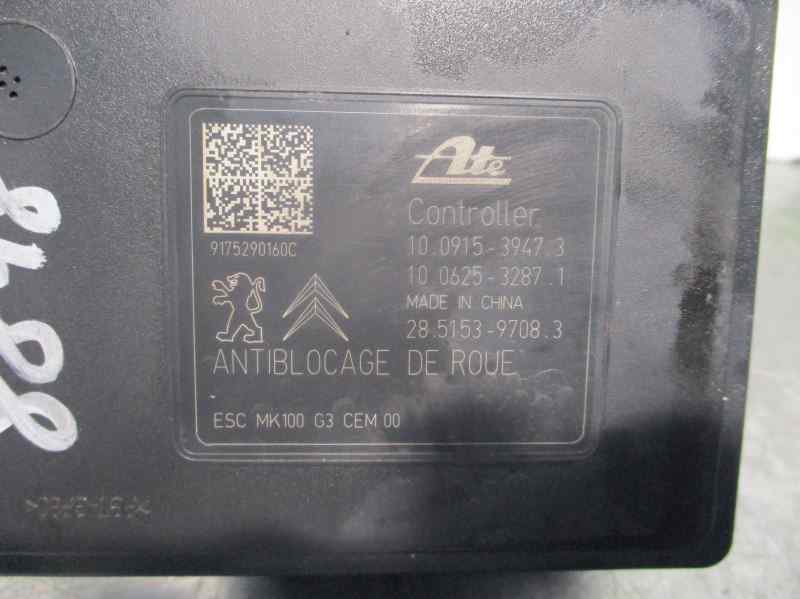 Ate
Controller
9175290160C
10.0915-3947.3
10.0625-3287.1
MADE IN CHINA
28.5153-9708.3
ANTIBLOCAGE DE ROUE
ESC MK100 G3 CEM 00